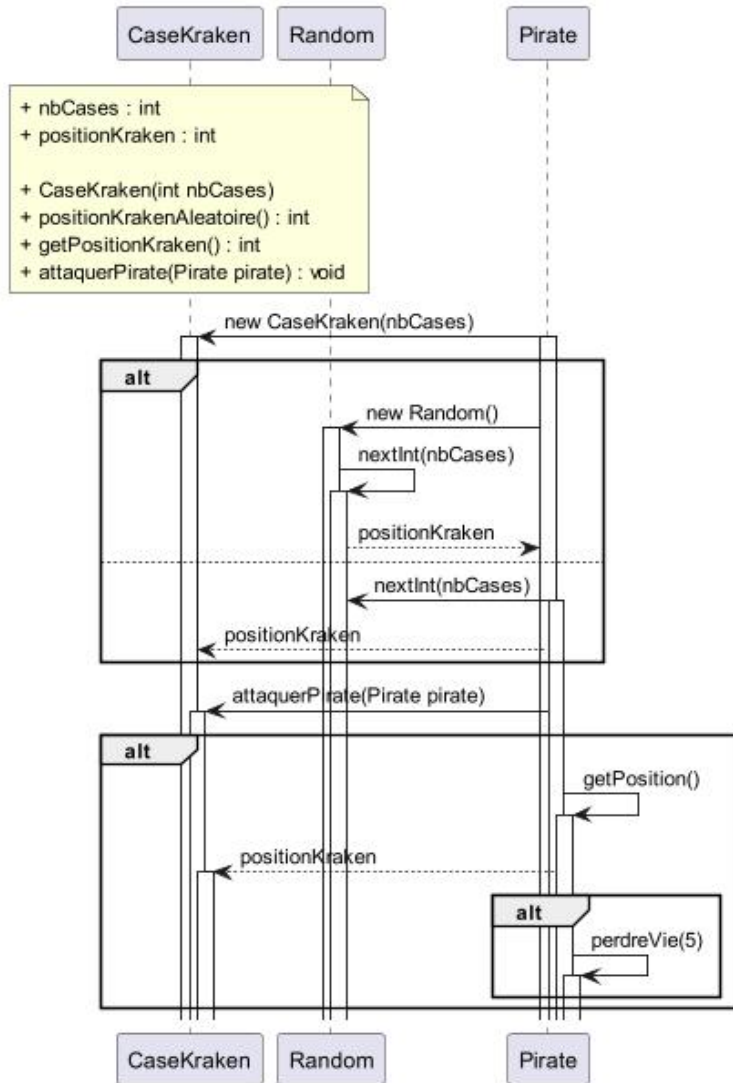 CaseKraken
Random
Pirate
+ nbCases : int
+ positionKraken : int
+ CaseKraken(int nbCases)
+ positionKrakenAleatoire() : int
+ getPositionKraken() : int
+ attaquerPirate(Pirate pirate) : void
new CaseKraken(nbCases)
alt
new Random()
nextInt(nbCases)
positionKraken
nextInt(nbCases)
positionKraken
attaquerPirate(Pirate pirate)
alt
getPosition()
positionKraken
alt
perdreVie(5)
CaseKraken
Random
Pirate